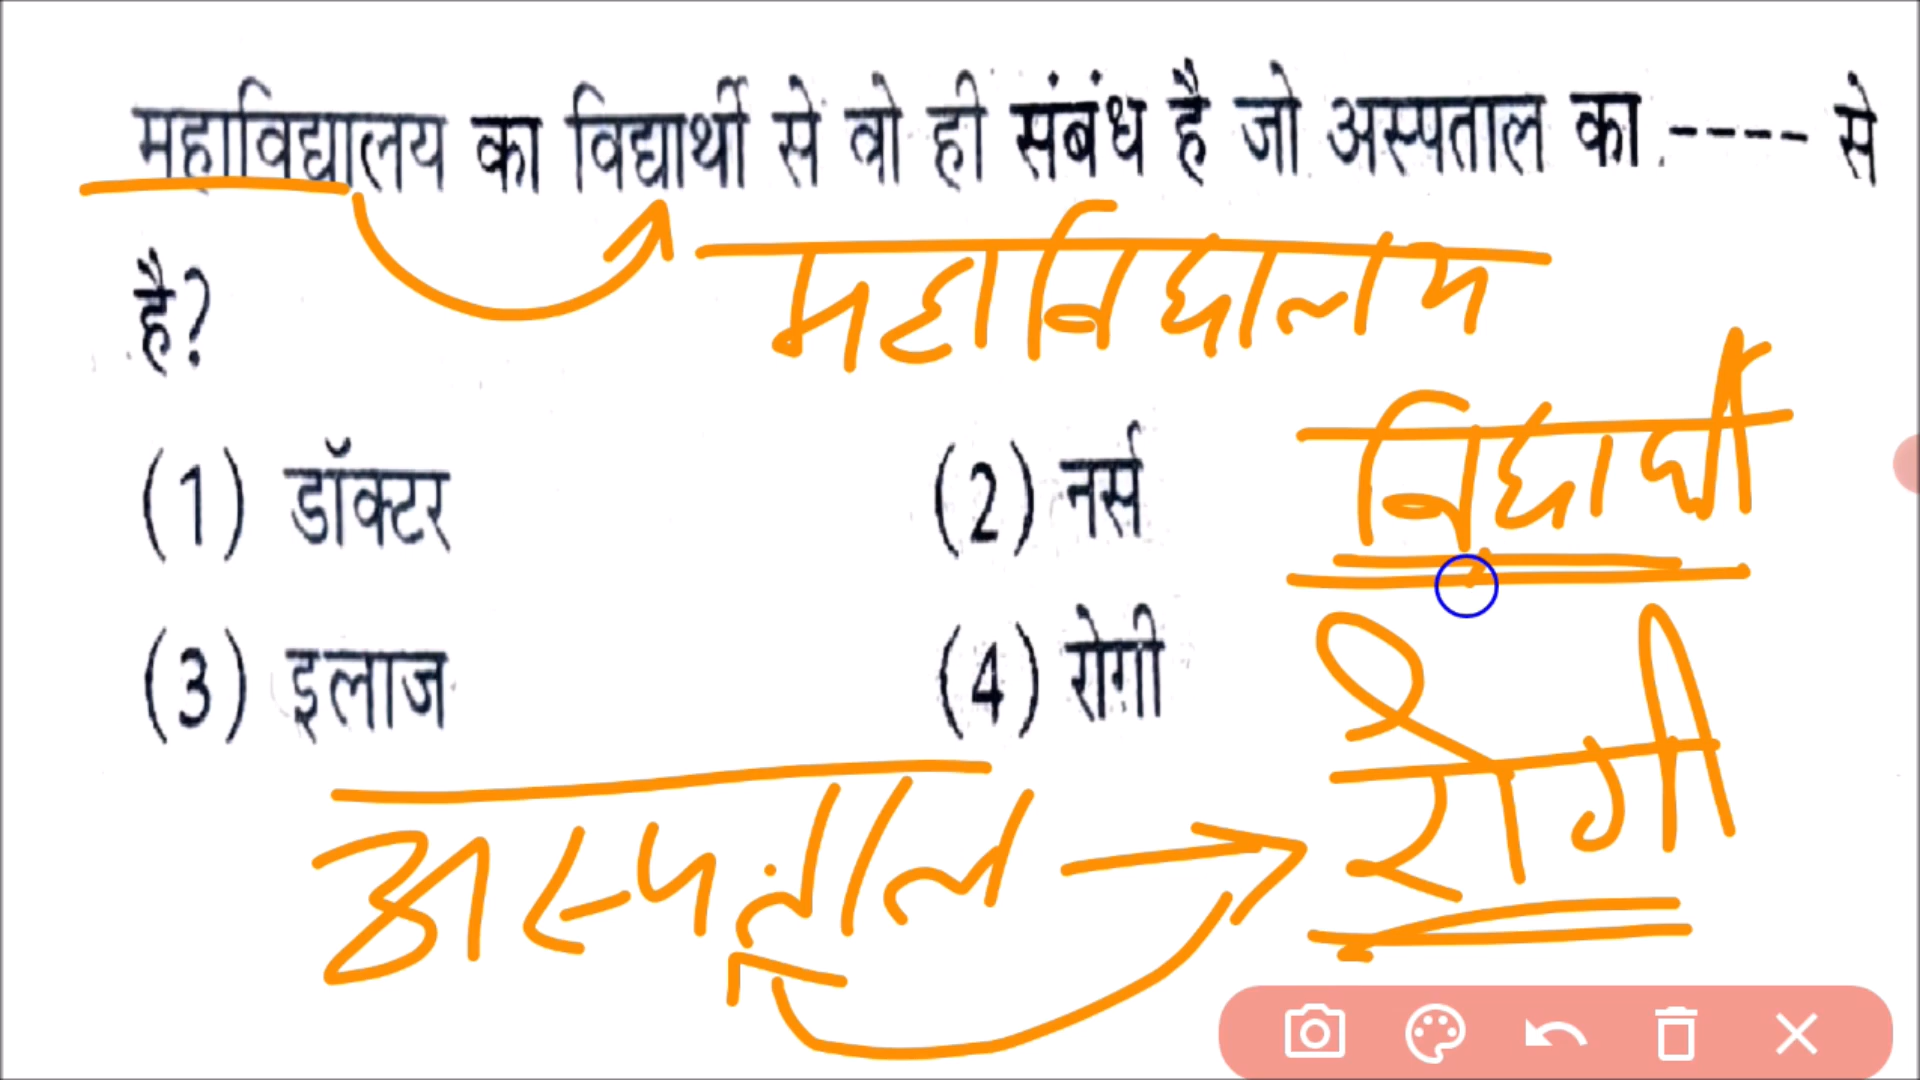 महाविद्यालय का विद्यार्थी से वो ही संबंध है जो अस्पताल का ---- से
है?
महाविद्यालय
(1) डॉक्टर (2) नर्स
विद्यार्थी
(3) इलाज (4) रोगी
अस्पताल → रोगी